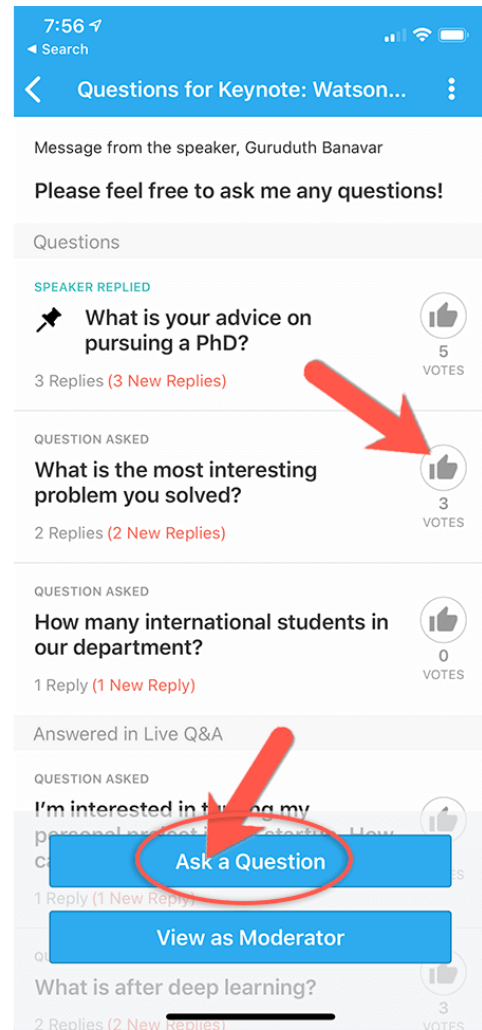 7:56
◀ Search
Questions for Keynote: Watson...
Message from the speaker, Guruduth Banavar
Please feel free to ask me any questions!
Questions
SPEAKER REPLIED
What is your advice on
pursuing a PhD?
5
VOTES
3 Replies (3 New Replies)
QUESTION ASKED
What is the most interesting
problem you solved?
3
VOTES
2 Replies (2 New Replies)
QUESTION ASKED
How many international students in
our department?
0
VOTES
1 Reply (1 New Reply)
Answered in Live Q&A
QUESTION ASKED
I'm interested in my
personal project How
Ask a Question
1 Reply (1 New Reply)
View as Moderator
What is after deep learning?
3
VOTES
2 Replies (2 New Replies)